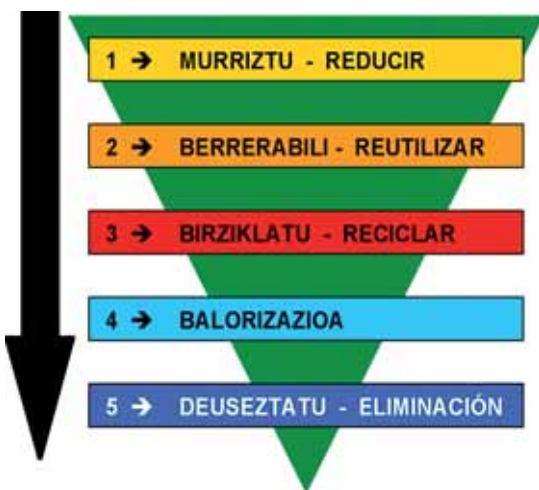 1 → MURRIZTU - REDUCIR
2 → BERRERABILI - REUTILIZAR
3 → BIRZIKLATU - RECICLAR
4 → BALORIZAZIOA
5 → DEUSEZTATU - ELIMINACIÓN